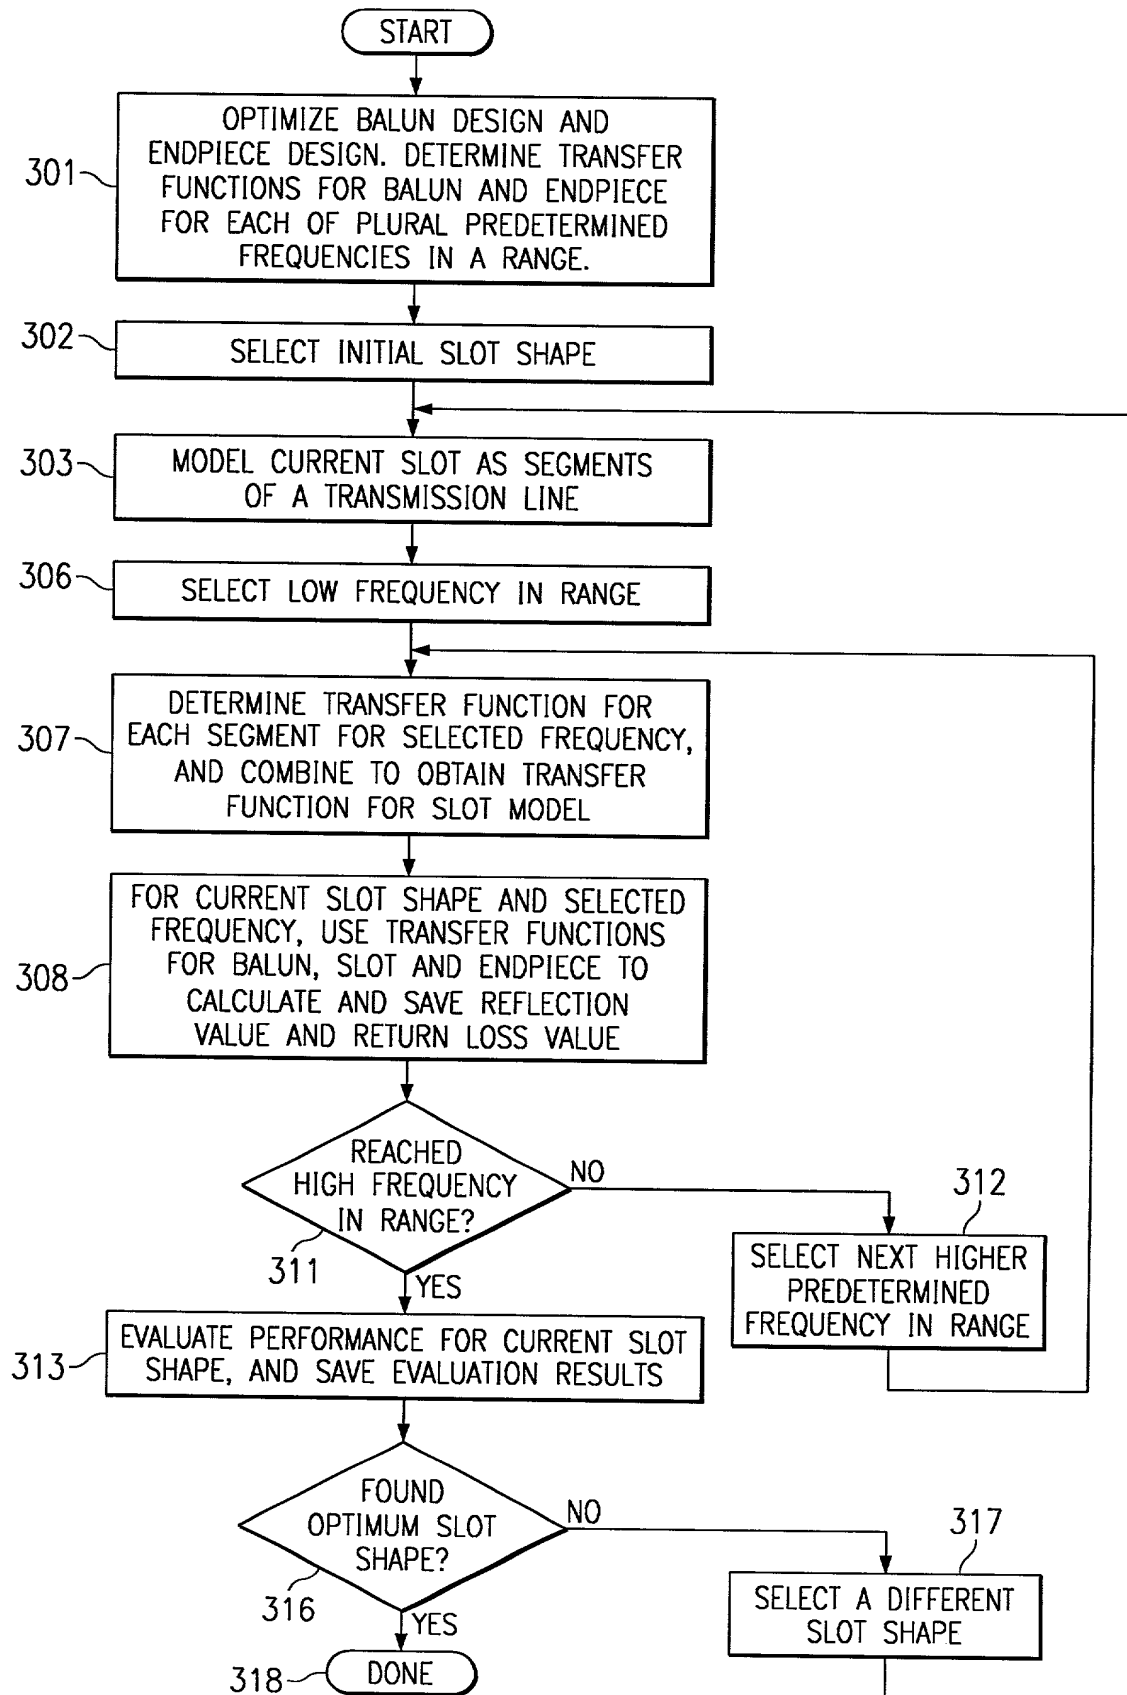 START
301
OPTIMIZE BALUN DESIGN AND
ENDPIECE DESIGN. DETERMINE TRANSFER
FUNCTIONS FOR BALUN AND ENDPIECE
FOR EACH OF PLURAL PREDETERMINED
FREQUENCIES IN A RANGE.
302
SELECT INITIAL SLOT SHAPE
303
MODEL CURRENT SLOT AS SEGMENTS
OF A TRANSMISSION LINE
306
SELECT LOW FREQUENCY IN RANGE
307
DETERMINE TRANSFER FUNCTION FOR
EACH SEGMENT FOR SELECTED FREQUENCY,
AND COMBINE TO OBTAIN TRANSFER
FUNCTION FOR SLOT MODEL
308
FOR CURRENT SLOT SHAPE AND SELECTED
FREQUENCY, USE TRANSFER FUNCTIONS
FOR BALUN, SLOT AND ENDPIECE TO
CALCULATE AND SAVE REFLECTION
VALUE AND RETURN LOSS VALUE
REACHED
HIGH FREQUENCY
IN RANGE?
311
NO
YES
312
SELECT NEXT HIGHER
PREDETERMINED
FREQUENCY IN RANGE
313
EVALUATE PERFORMANCE FOR CURRENT SLOT
SHAPE, AND SAVE EVALUATION RESULTS
FOUND
OPTIMUM SLOT
SHAPE?
316
NO
YES
317
SELECT A DIFFERENT
SLOT SHAPE
318
DONE